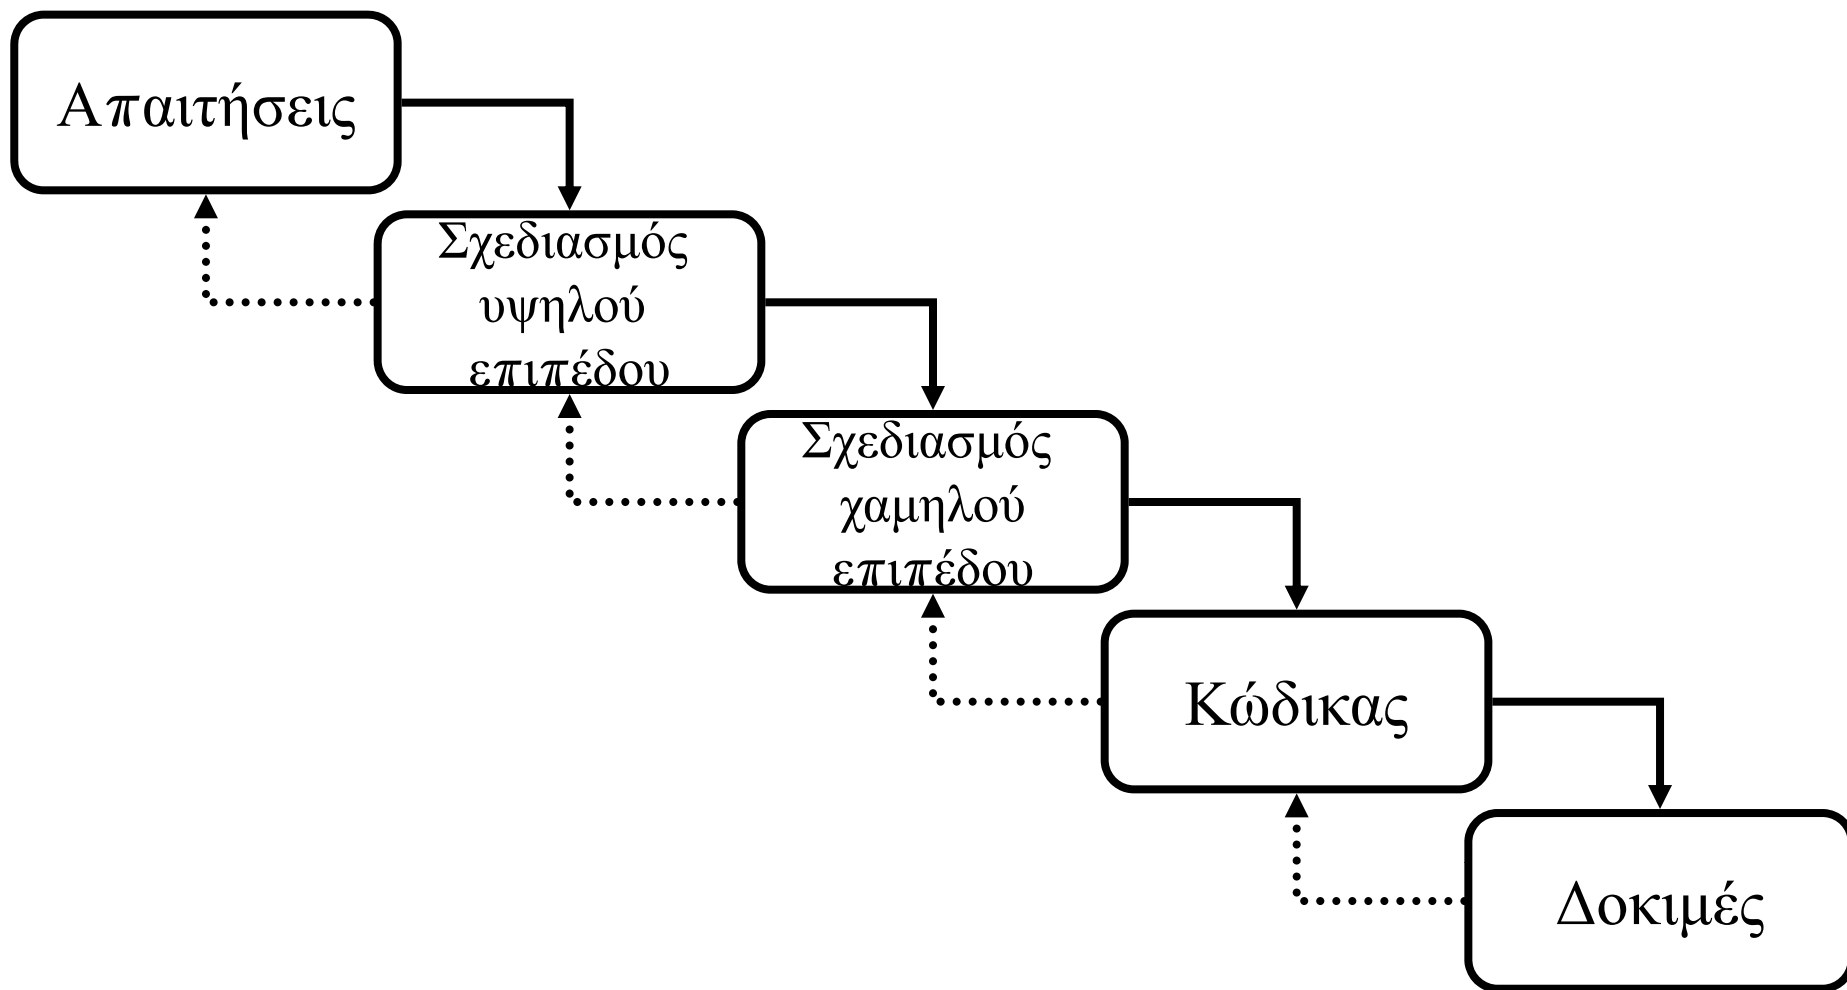 Απαιτήσεις
Σχεδιασμός
υψηλού
επιπέδου
Σχεδιασμός
χαμηλού
επιπέδου
Κώδικας
Δοκιμές